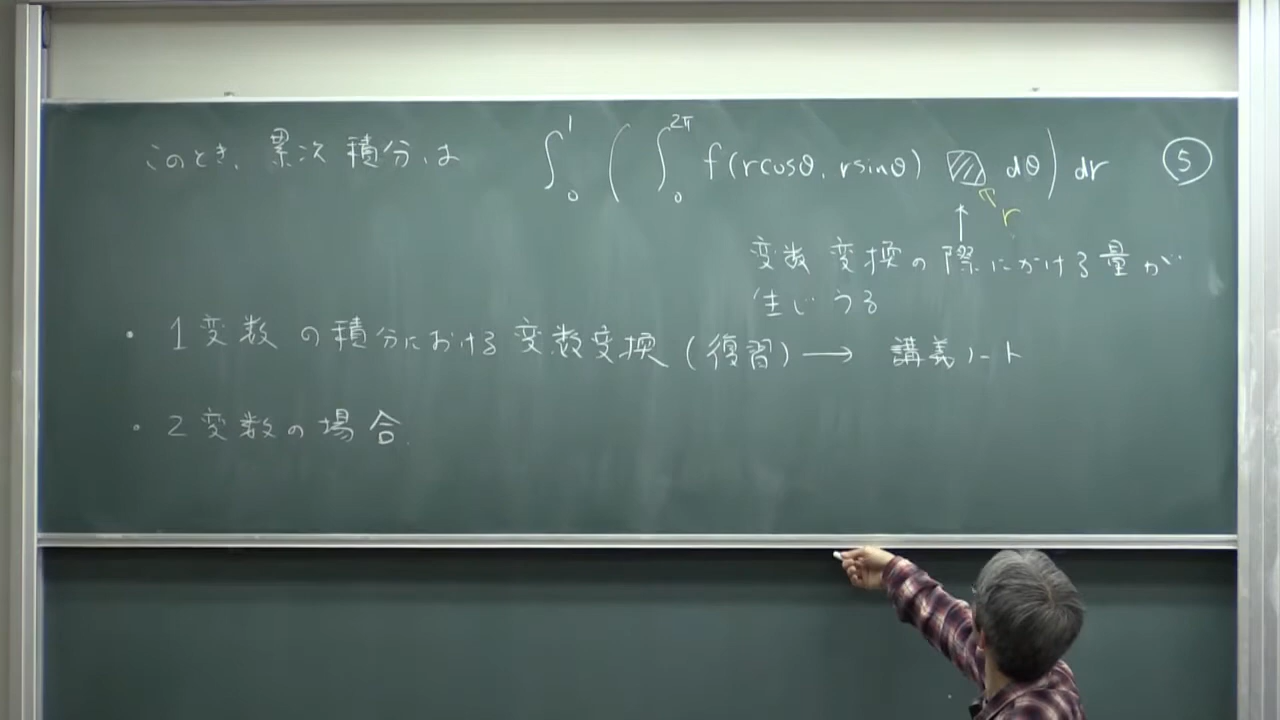 このとき、累次積分は ∫₀¹ ( ∫₀^{2π} f(rcosθ, rsinθ) ▨ dθ ) dr ⑤
↑ r
変数変換の際にかける量が
生じうる
・1変数の積分における変数変換(復習) → 講義ノート
・2変数の場合.